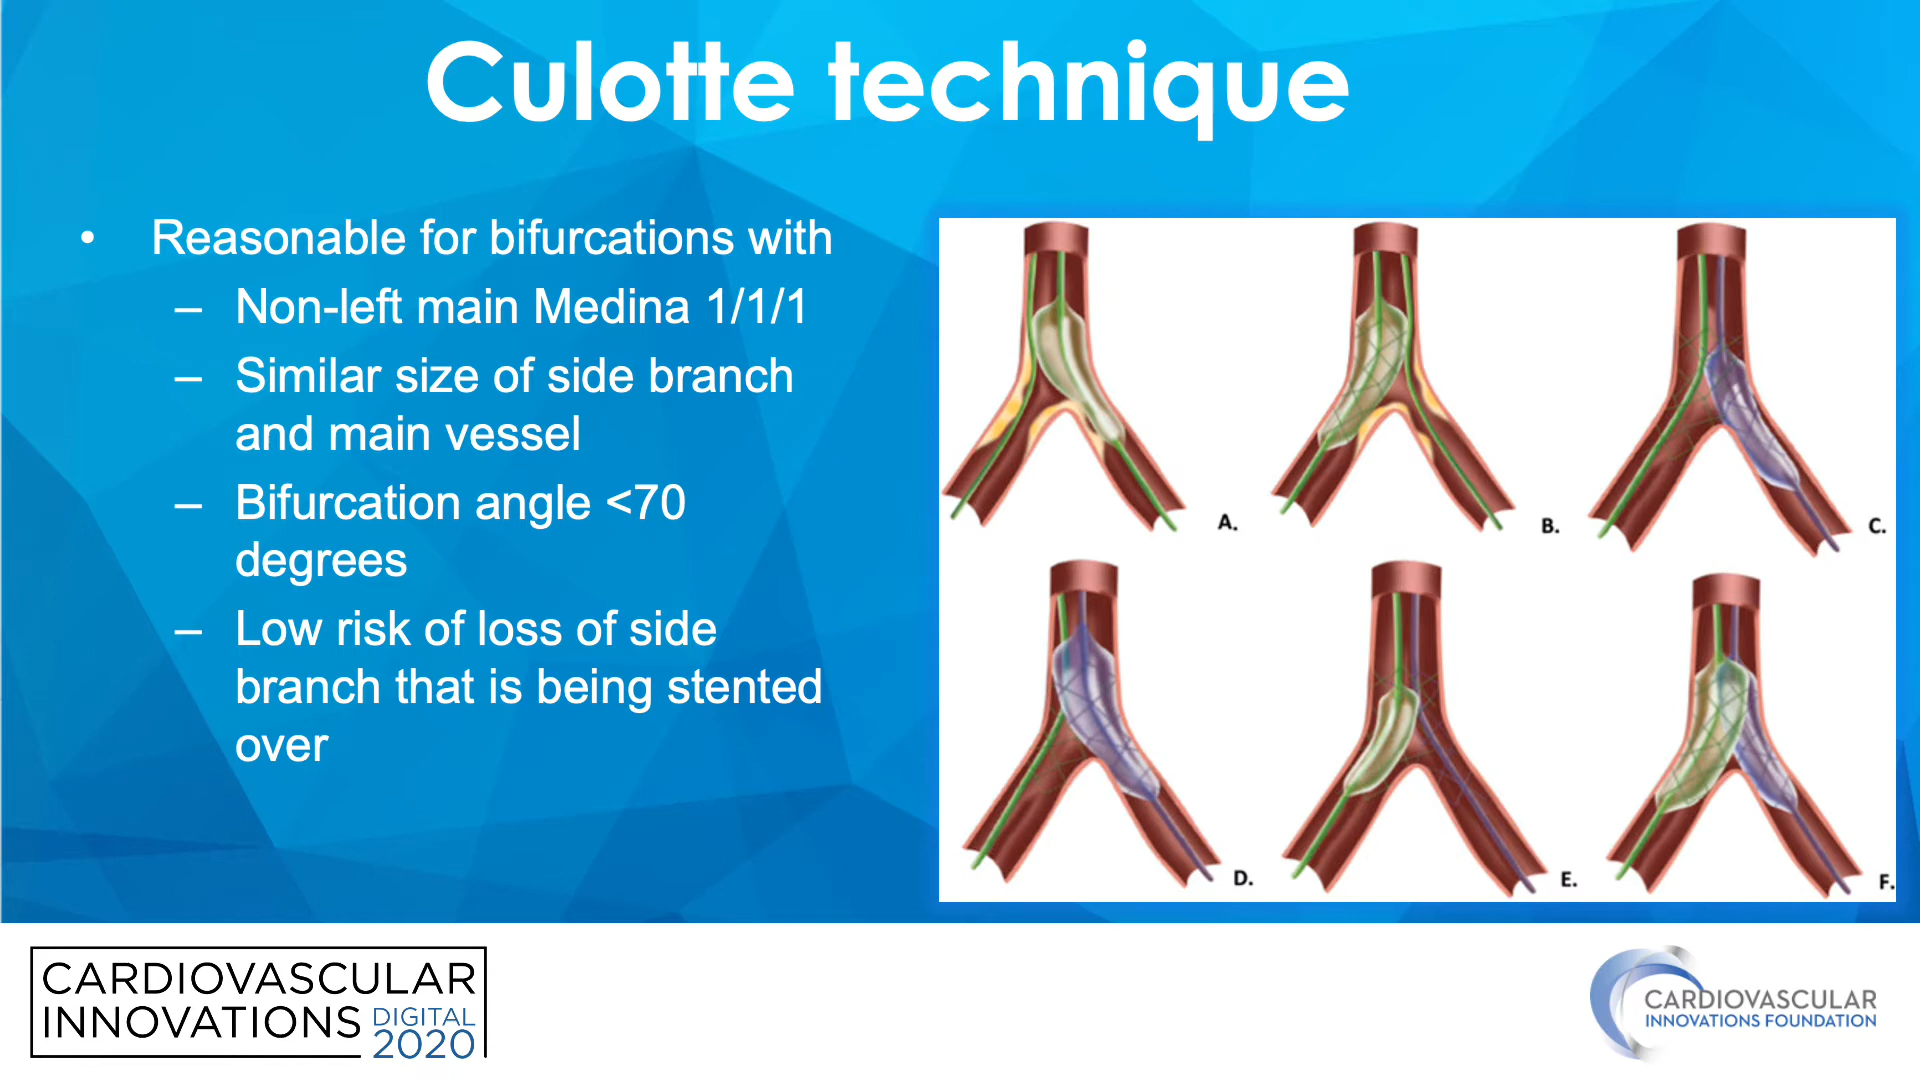 Culotte technique
• Reasonable for bifurcations with
– Non-left main Medina 1/1/1
– Similar size of side branch
and main vessel
– Bifurcation angle <70
degrees
– Low risk of loss of side
branch that is being stented
over
A.
B.
C.
D.
E.
F.
CARDIOVASCULAR
INNOVATIONS DIGITAL
2020
CARDIOVASCULAR
INNOVATIONS FOUNDATION